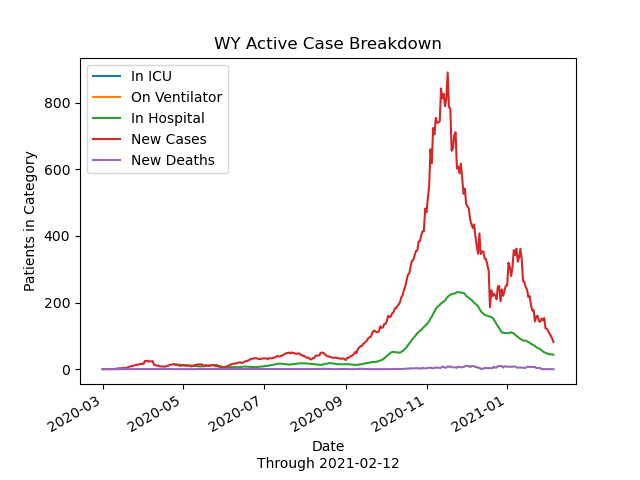 WY Active Case Breakdown
In ICU
On Ventilator
In Hospital
New Cases
New Deaths
Patients in Category
800
600
400
200
0
2020-03
2020-05
2020-07
2020-09
2020-11
2021-01
Date
Through 2021-02-12